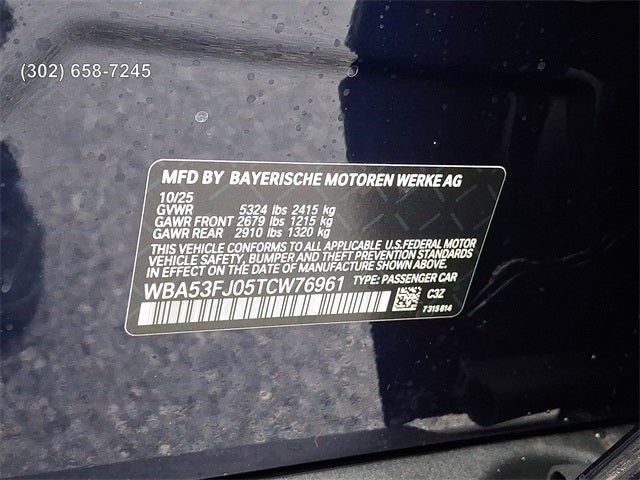 (302) 658-7245
MFD BY BAYERISCHE MOTOREN WERKE AG
10/25
GVWR 5324 lbs 2415 kg
GAWR FRONT 2679 lbs 1215 kg
GAWR REAR 2910 lbs 1320 kg
THIS VEHICLE CONFORMS TO ALL APPLICABLE U.S.FEDERAL MOTOR
VEHICLE SAFETY, BUMPER AND THEFT PREVENTION STANDARDS
IN EFFECT ON THE DATE OF MANUFACTURE SHOWN ABOVE.
WBA53FJ05TCW76961 TYPE: PASSENGER CAR
C3Z
7315814